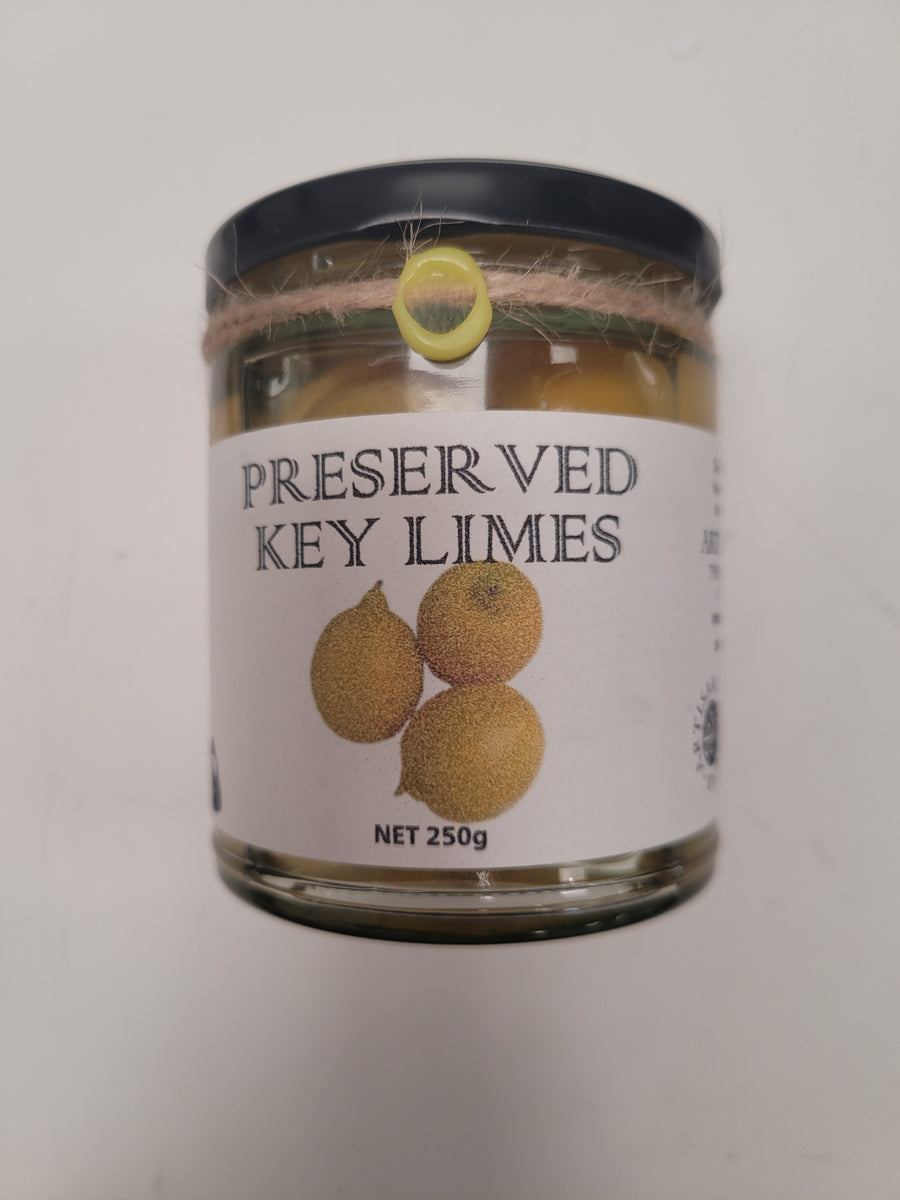 PRESERVED
KEY LIMES
NET 250g